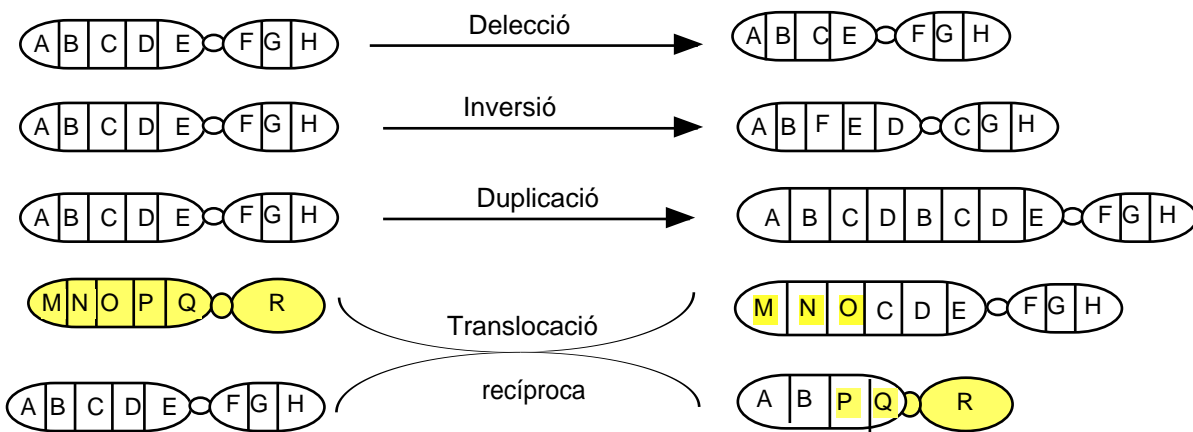 A B C D E F G H Delecció A B C E F G H
A B C D E F G H Inversió A B F E D C G H
A B C D E F G H Duplicació A B C D B C D E F G H
M N O P Q R Translocació M N O C D E F G H
A B C D E F G H recíproca A B P Q R